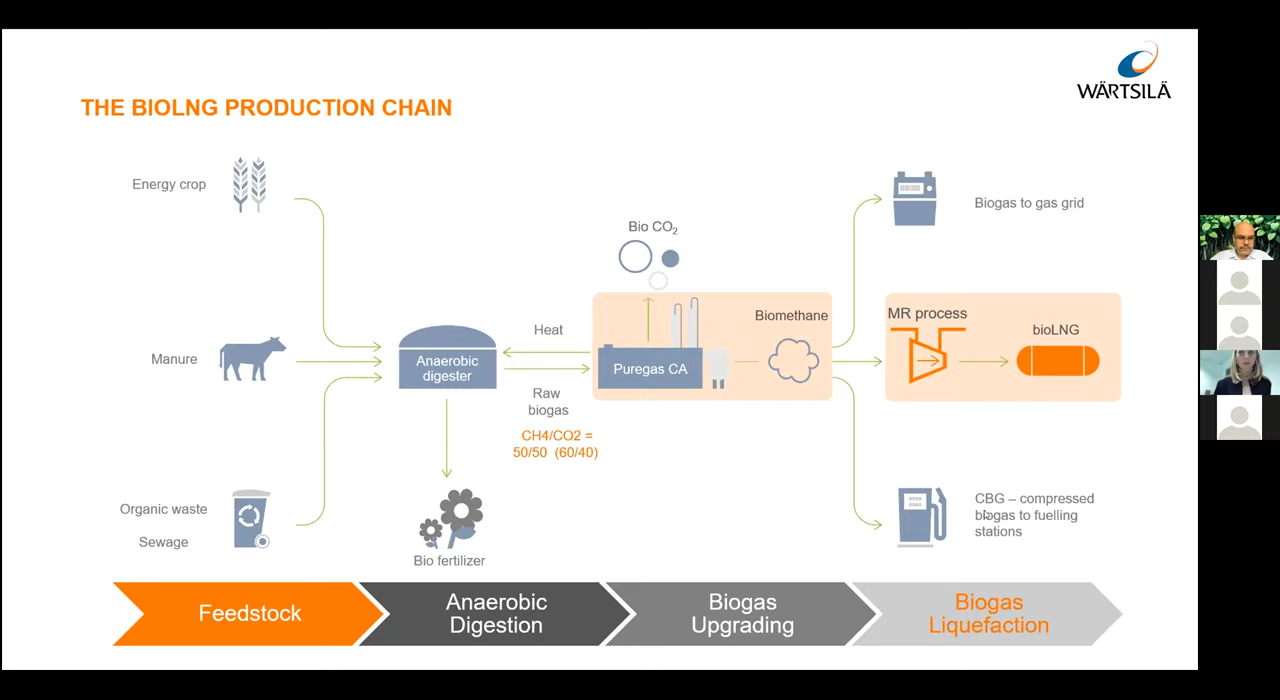 WÄRTSILÄ
THE BIOLNG PRODUCTION CHAIN
Energy crop
Manure
Organic waste
Sewage
Anaerobic
digester
Bio fertilizer
Heat
Raw
biogas
CH4/CO2 =
50/50 (60/40)
Bio CO₂
Puregas CA
Biomethane
Biogas to gas grid
MR process
bioLNG
CBG – compressed
biogas to fuelling
stations
Feedstock
Anaerobic
Digestion
Biogas
Upgrading
Biogas
Liquefaction